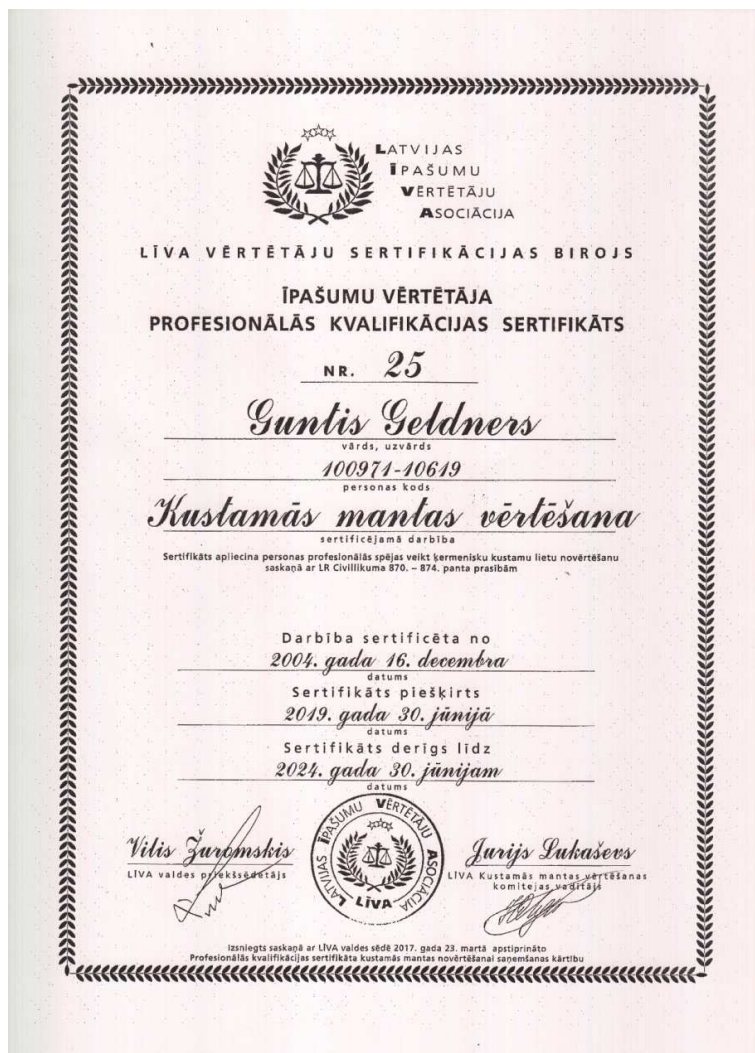 LATVIJAS
ĪPAŠUMU
VĒRTĒTĀJU
ASOCIĀCIJA
LĪVA VĒRTĒTĀJU SERTIFIKĀCIJAS BIROJS
ĪPAŠUMU VĒRTĒTĀJA
PROFESIONĀLĀS KVALIFIKĀCIJAS SERTIFIKĀTS
NR. 25
Guntis Geldners
vārds, uzvārds
100971-10619
personas kods
Kustamās mantas vērtēšana
sertificējamā darbība
Sertifikāts apliecina personas profesionālās spējas veikt ķermenisku kustamu lietu novērtēšanu
saskaņā ar LR Civillikuma 870. – 874. panta prasībām
Darbība sertificēta no
2004. gada 16. decembra
datums
Sertifikāts piešķirts
2019. gada 30. jūnijā
datums
Sertifikāts derīgs līdz
2024. gada 30. jūnijam
datums
Vilis Žuromskis
LĪVA valdes priekšsēdētājs
LATVIJAS ĪPAŠUMU VĒRTĒTĀJU ASOCIĀCIJA
LĪVA
Jurijs Lukaševs
LĪVA Kustamās mantas vērtēšanas
komitejas vadītājs
Izsniegts saskaņā ar LĪVA valdes sēdē 2017. gada 23. martā apstiprināto
Profesionālās kvalifikācijas sertifikāta kustamās mantas novērtēšanai saņemšanas kārtību